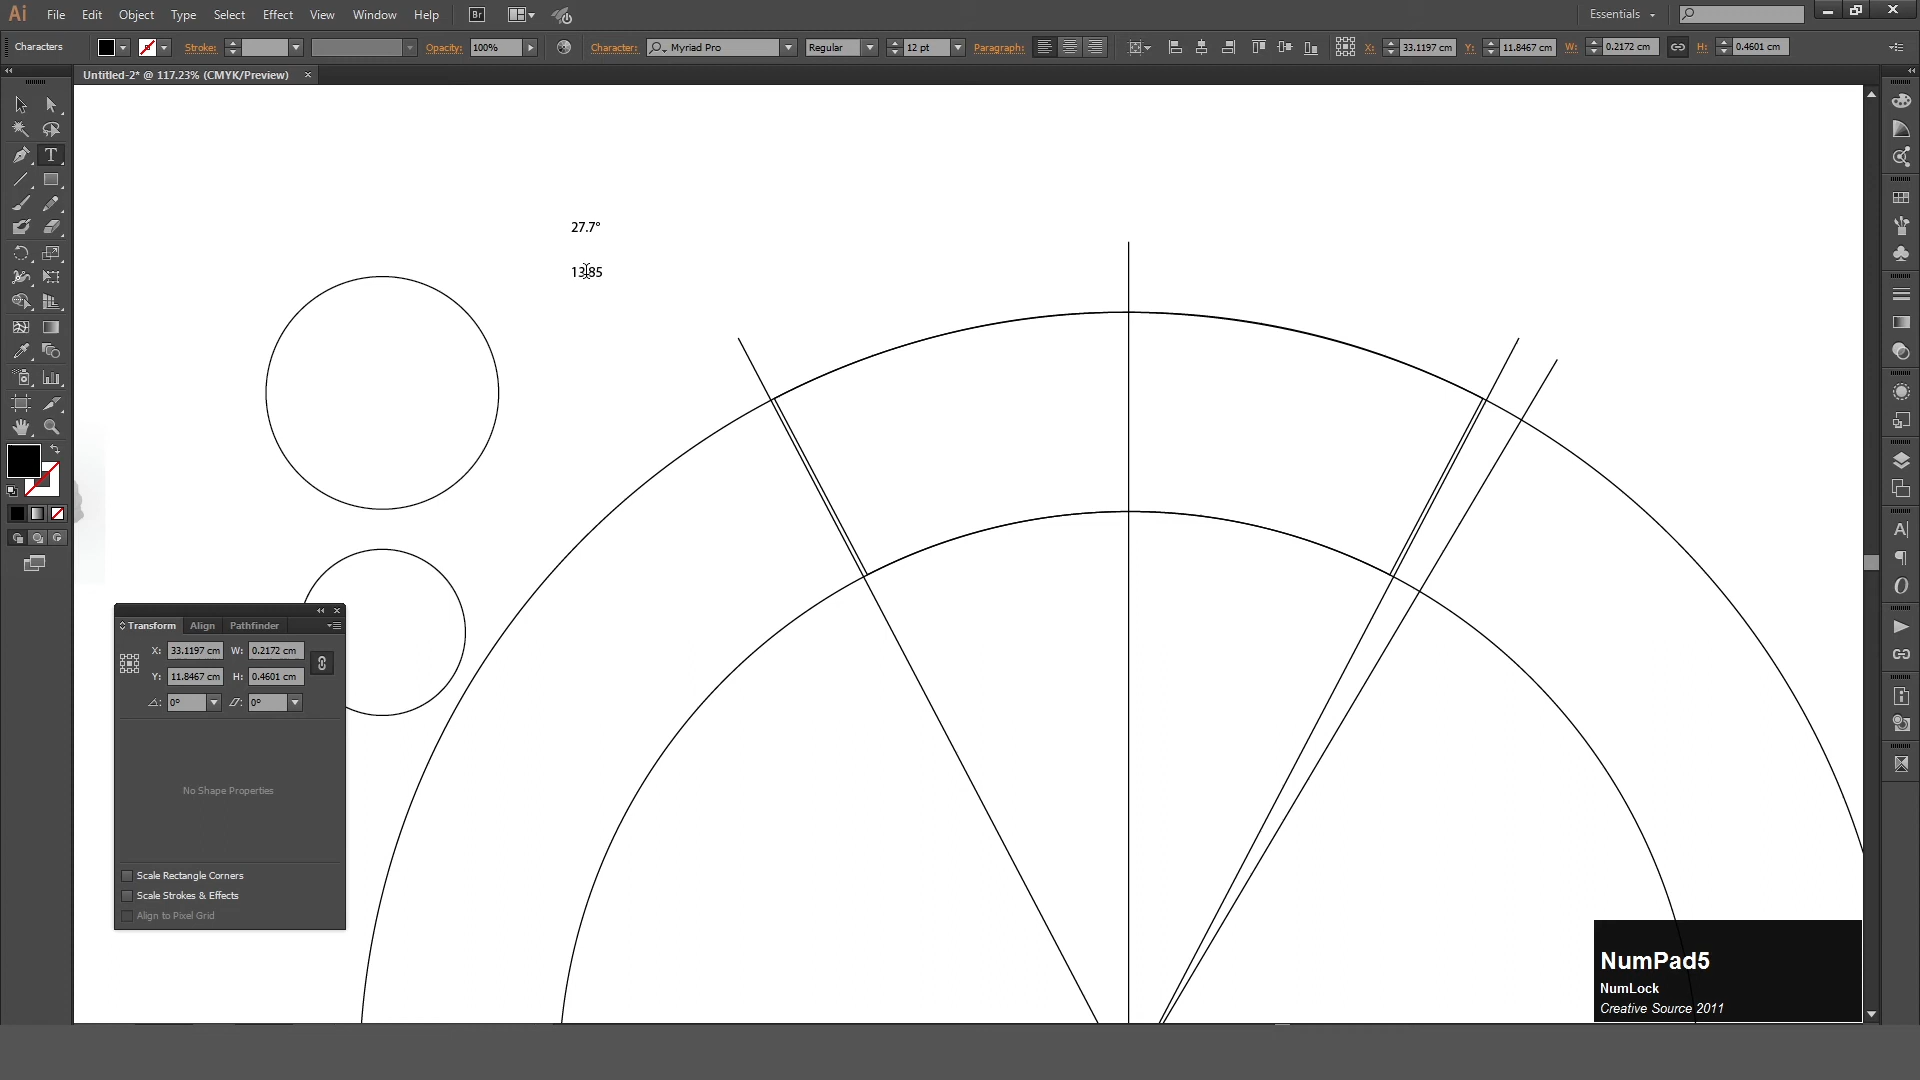 Ai File Edit Object Type Select Effect View Window Help Br Essentials
Characters Stroke: Opacity: 100% Character: Myriad Pro Regular 12 pt Paragraph: X: 33.1197 cm Y: 11.8467 cm W: 0.2172 cm H: 0.4601 cm
Untitled-2* @ 117.23% (CMYK/Preview) ×
27.7°
13.85
Transform Align Pathfinder
X: 33.1197 cm W: 0.2172 cm
Y: 11.8467 cm H: 0.4601 cm
0° 0°
No Shape Properties
Scale Rectangle Corners
Scale Strokes & Effects
Align to Pixel Grid
NumPad5
NumLock
Creative Source 2011